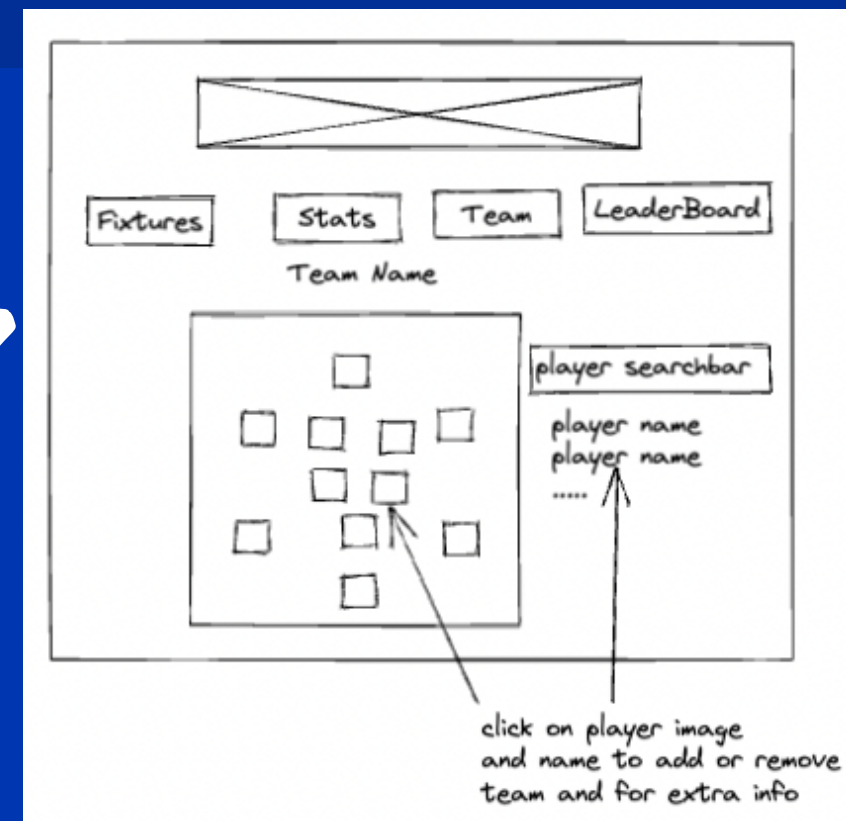 Fixtures
Stats
Team
LeaderBoard
Team Name
player searchbar
player name
player name
.....
click on player image
and name to add or remove
team and for extra info